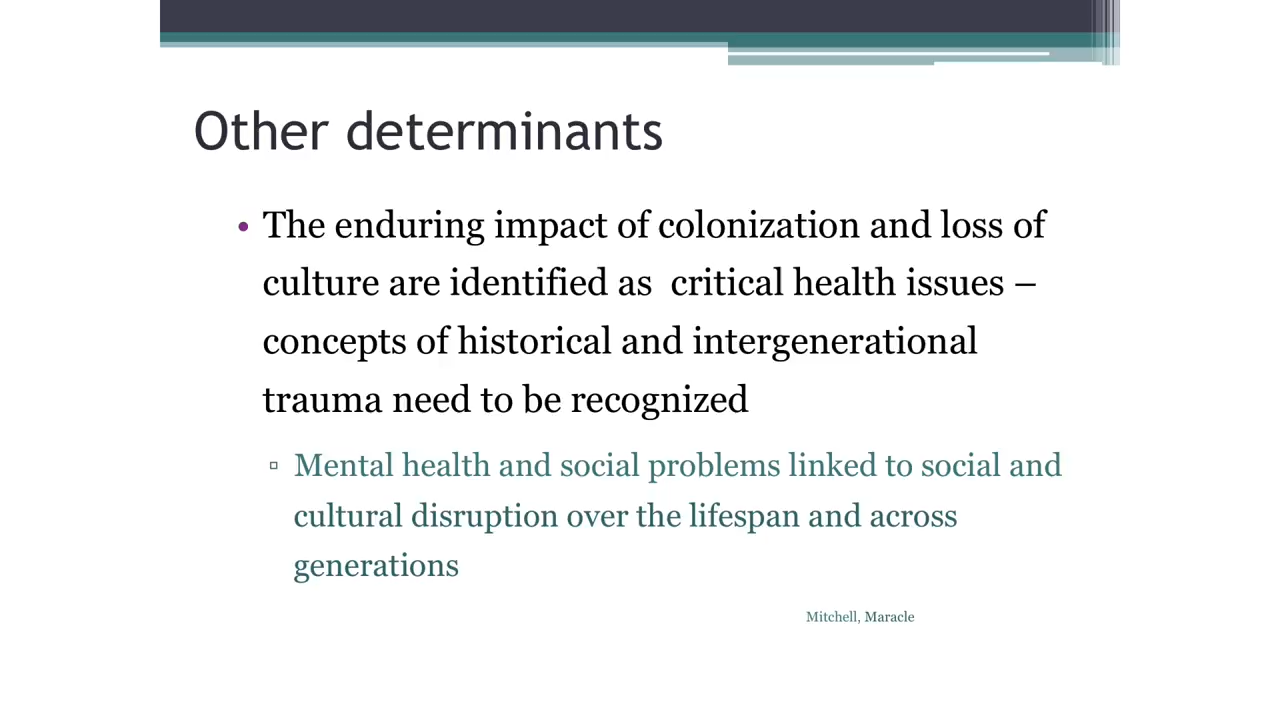 Other determinants
• The enduring impact of colonization and loss of
culture are identified as  critical health issues –
concepts of historical and intergenerational
trauma need to be recognized
▫ Mental health and social problems linked to social and
cultural disruption over the lifespan and across
generations
Mitchell, Maracle